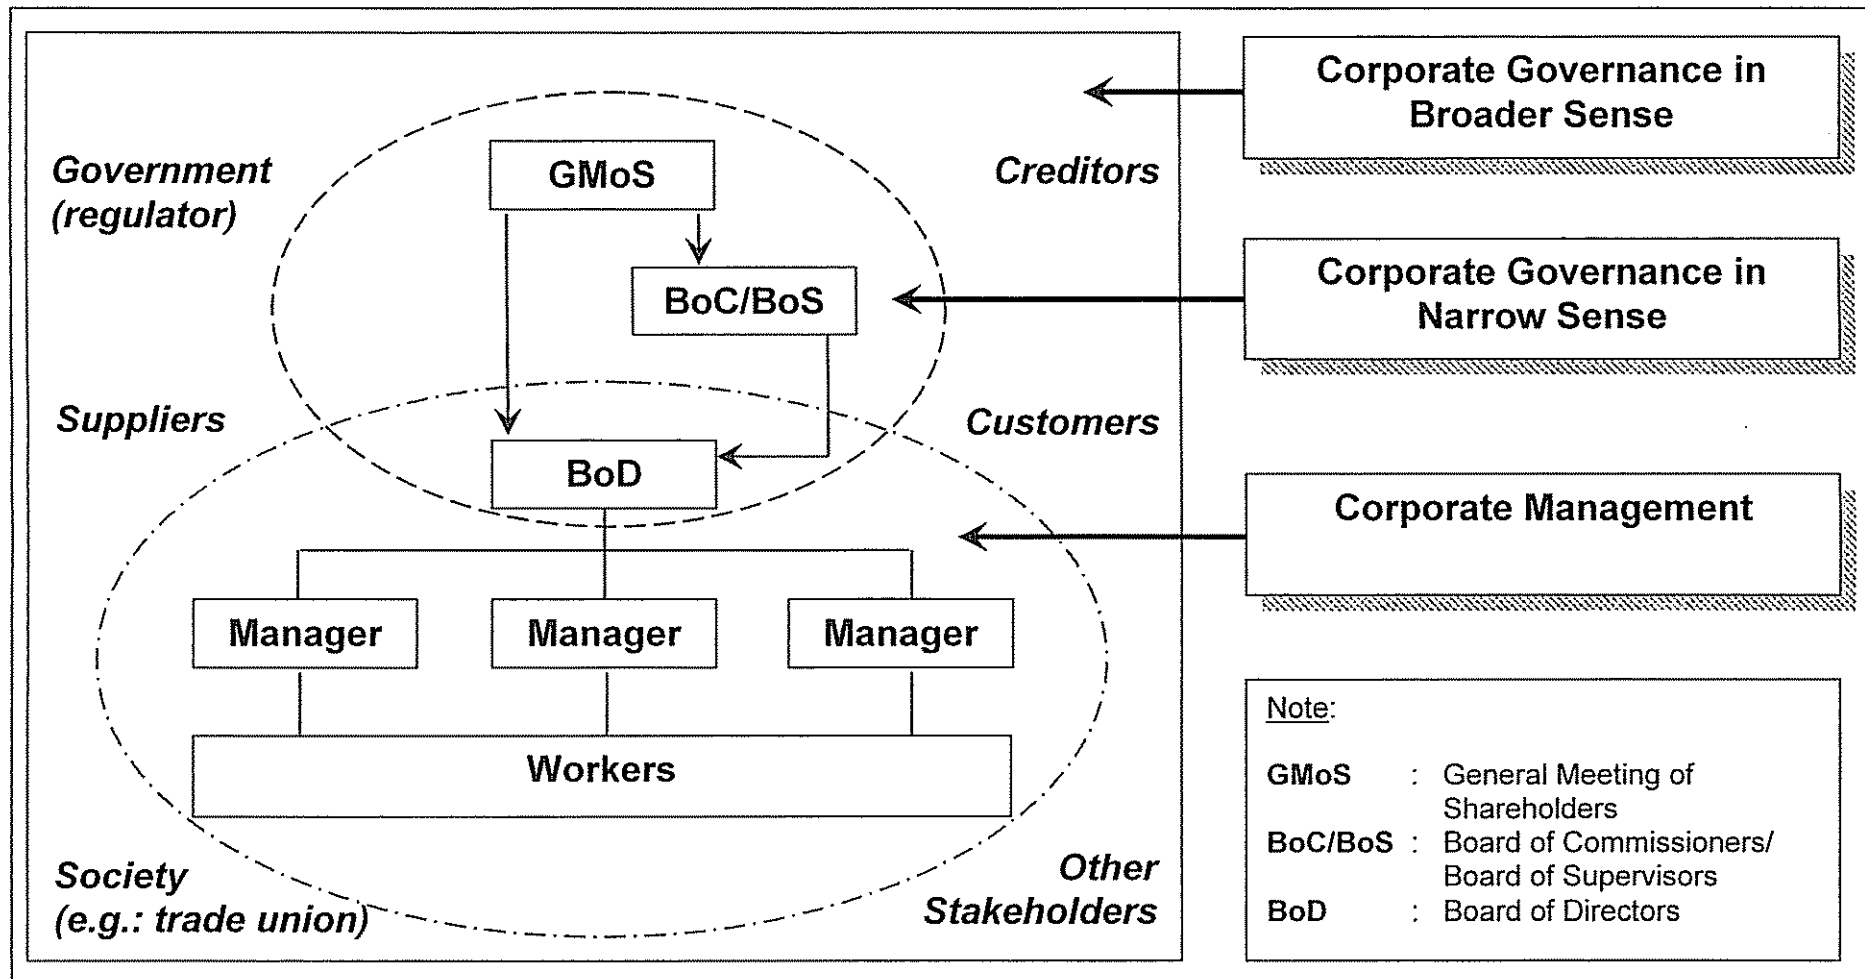 Corporate Governance in
Broader Sense
Government
(regulator)
GMoS
Creditors
BoC/BoS
Corporate Governance in
Narrow Sense
Suppliers
Customers
BoD
Corporate Management
Manager
Manager
Manager
Workers
Society
(e.g.: trade union)
Other
Stakeholders
Note:
GMoS : General Meeting of
Shareholders
BoC/BoS : Board of Commissioners/
Board of Supervisors
BoD : Board of Directors